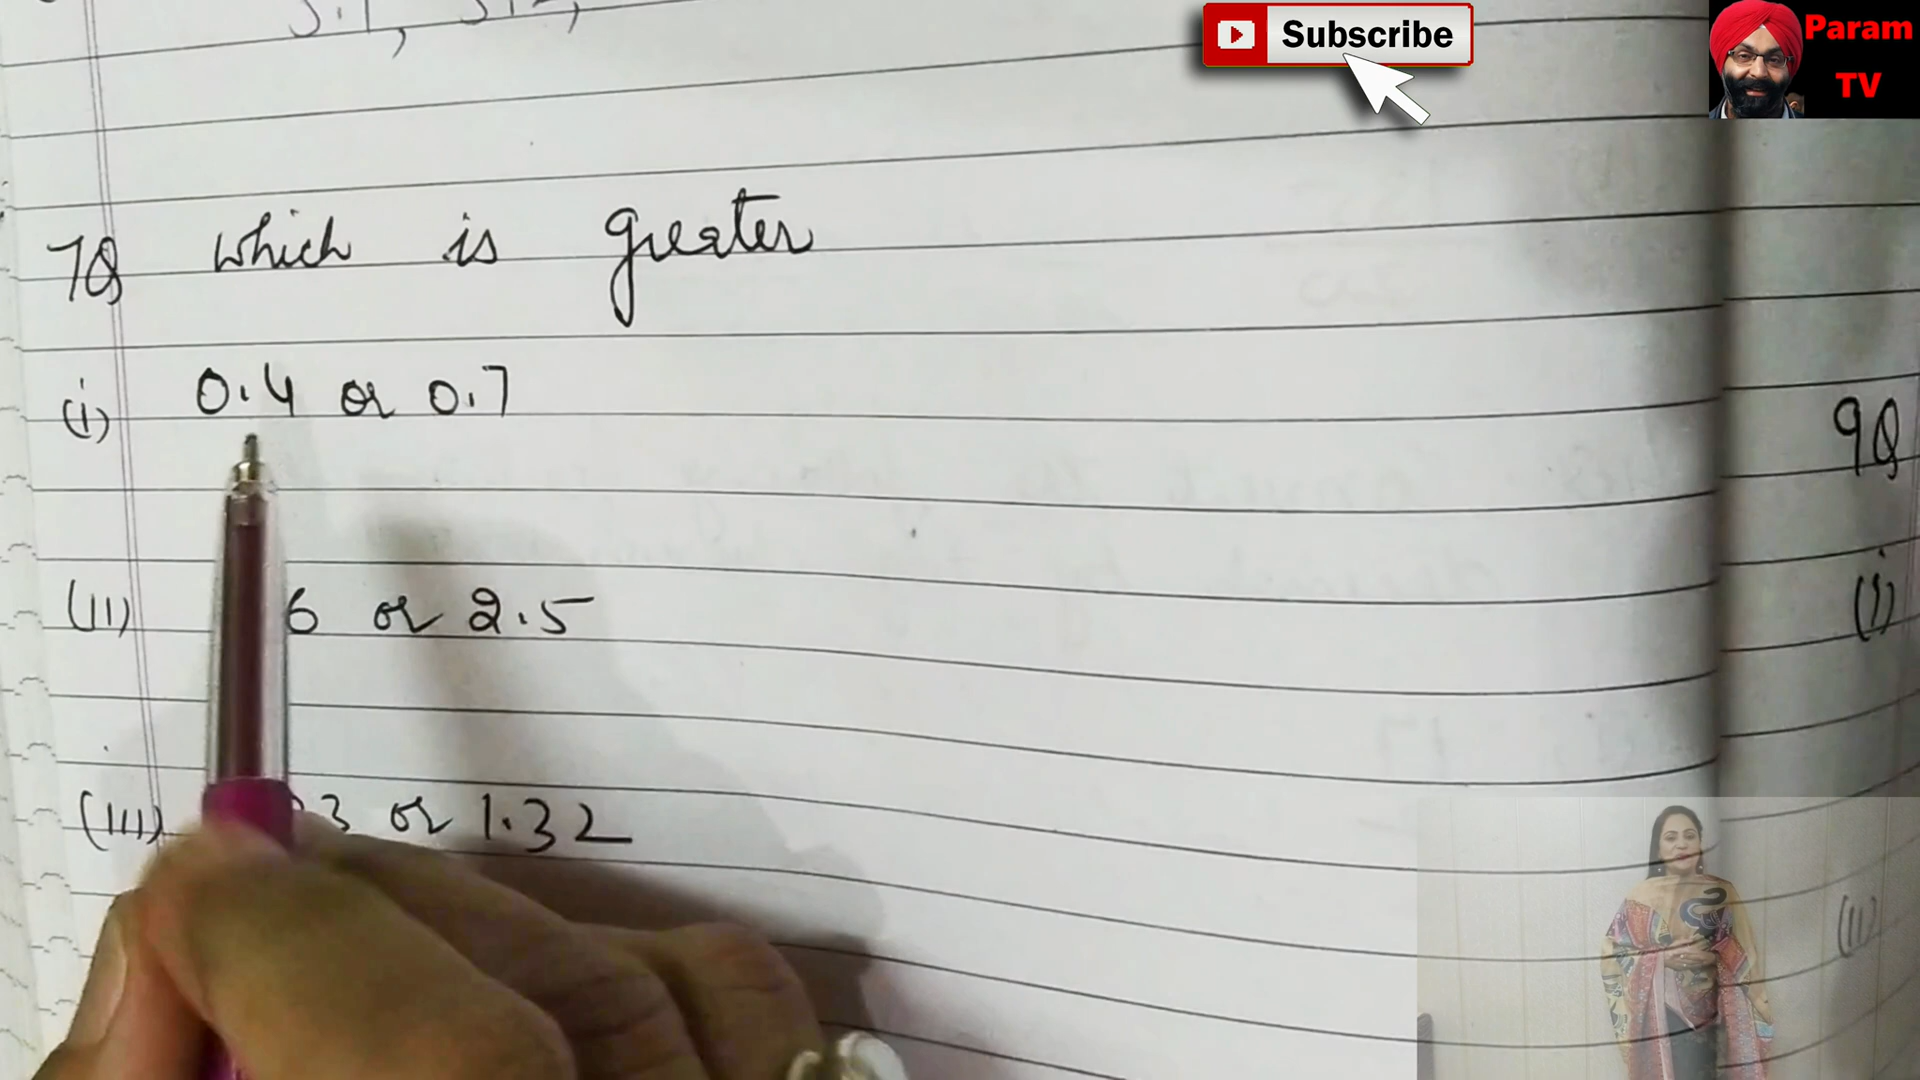 Subscribe
Param
TV
7Q which is greater
(i) 0.4 or 0.7
(ii) 6 or 2.5
(iii) 3 or 1.32
9Q
(i)
(ii)